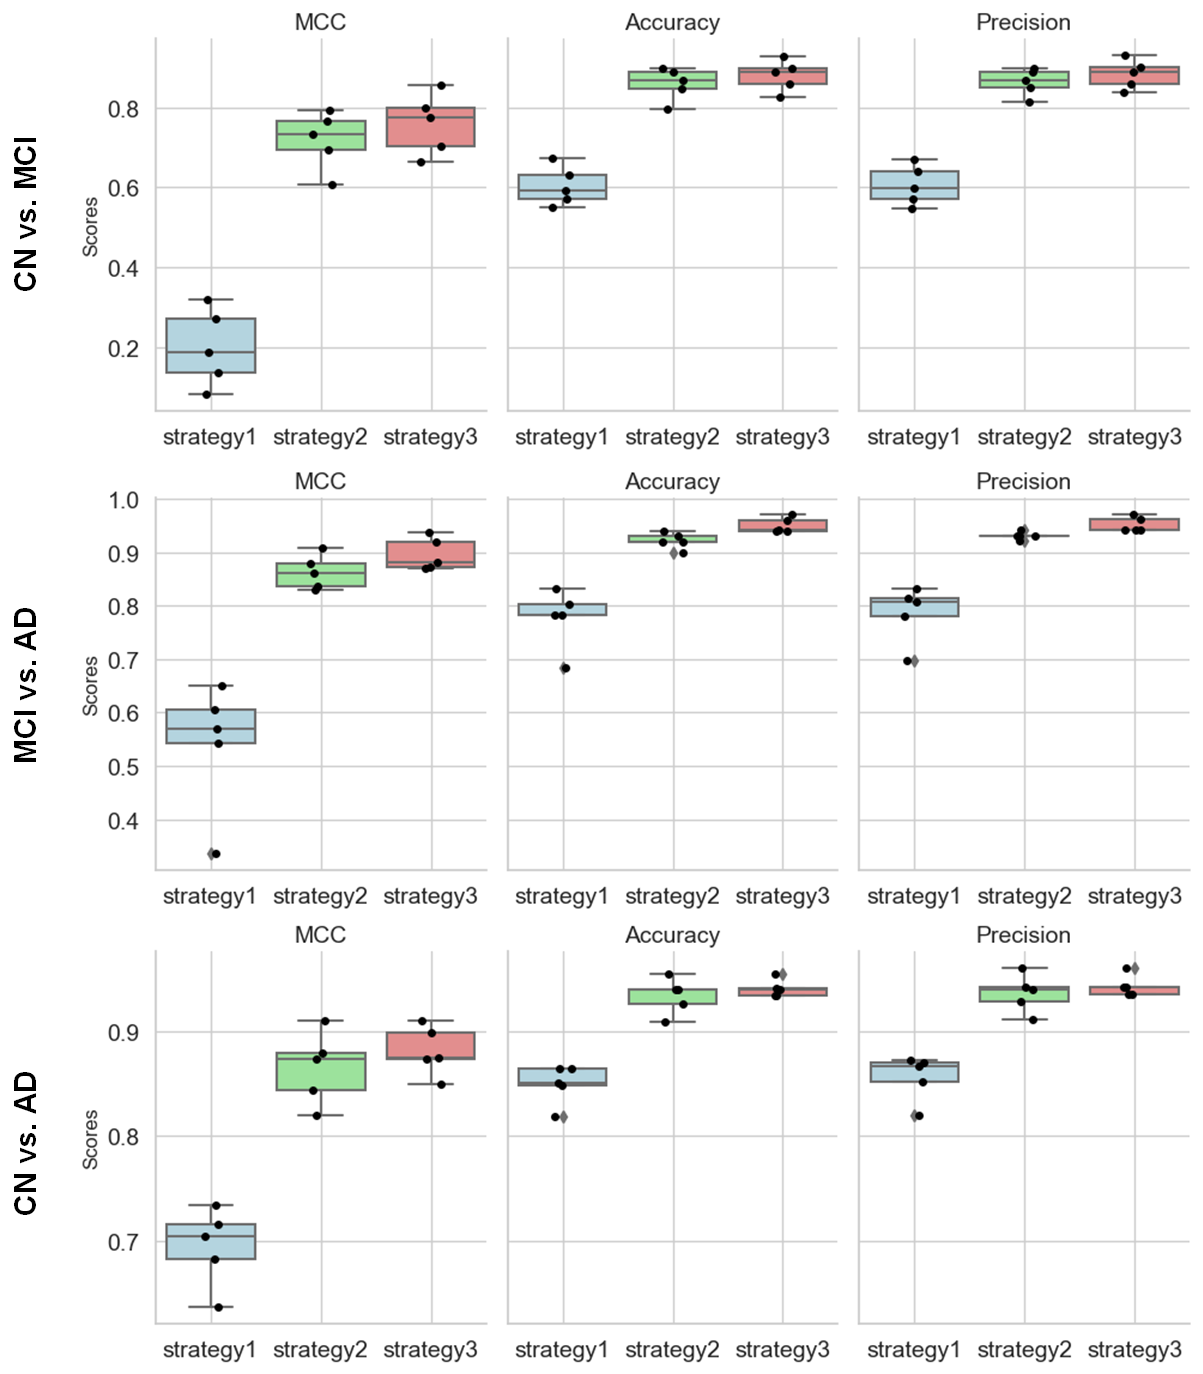 MCC Accuracy Precision
CN vs. MCI
Scores
0.8
0.6
0.4
0.2
strategy1 strategy2 strategy3 strategy1 strategy2 strategy3 strategy1 strategy2 strategy3
MCC Accuracy Precision
MCI vs. AD
Scores
1.0
0.9
0.8
0.7
0.6
0.5
0.4
strategy1 strategy2 strategy3 strategy1 strategy2 strategy3 strategy1 strategy2 strategy3
MCC Accuracy Precision
CN vs. AD
Scores
0.9
0.8
0.7
strategy1 strategy2 strategy3 strategy1 strategy2 strategy3 strategy1 strategy2 strategy3